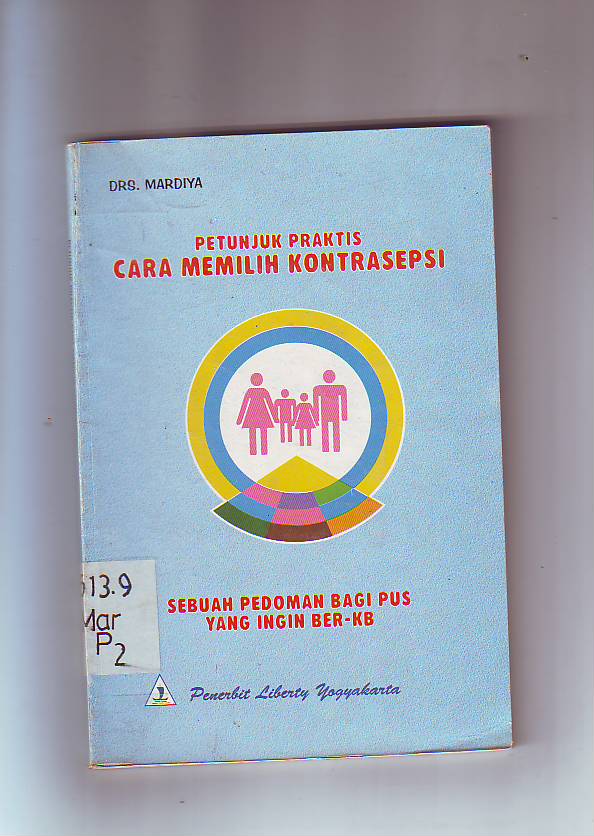 DRS. MARDIYA
PETUNJUK PRAKTIS
CARA MEMILIH KONTRASEPSI
613.9
Mar
P
2
SEBUAH PEDOMAN BAGI PUS
YANG INGIN BER-KB
Penerbit Liberty Yogyakarta